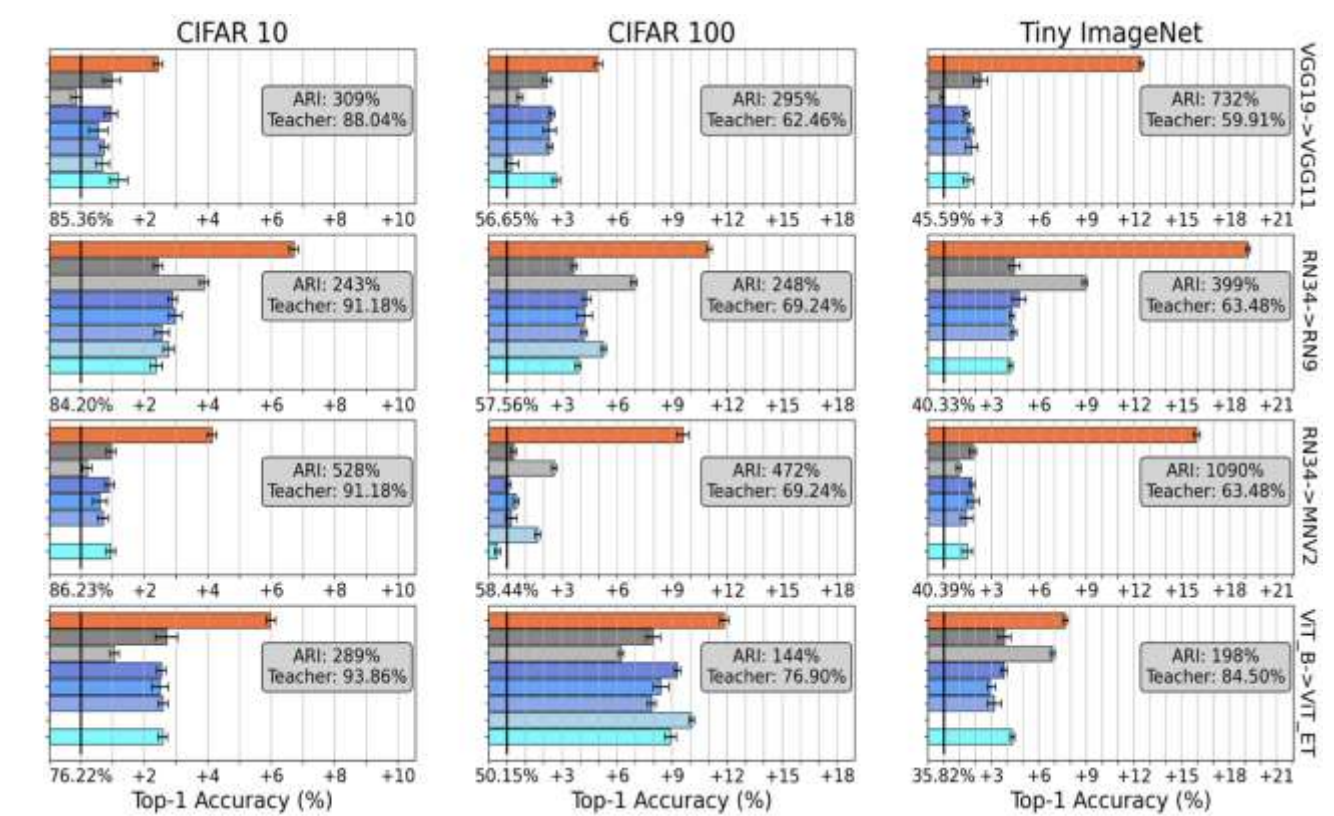 CIFAR 10
CIFAR 100
Tiny ImageNet
ARI: 309%
Teacher: 88.04%
ARI: 295%
Teacher: 62.46%
ARI: 732%
Teacher: 59.91%
VGG19->VGG11
85.36% +2 +4 +6 +8 +10
56.65% +3 +6 +9 +12 +15 +18
45.59% +3 +6 +9 +12 +15 +18 +21
ARI: 243%
Teacher: 91.18%
ARI: 248%
Teacher: 69.24%
ARI: 399%
Teacher: 63.48%
RN34->RN9
84.20% +2 +4 +6 +8 +10
57.56% +3 +6 +9 +12 +15 +18
40.33% +3 +6 +9 +12 +15 +18 +21
ARI: 528%
Teacher: 91.18%
ARI: 472%
Teacher: 69.24%
ARI: 1090%
Teacher: 63.48%
RN34->MNV2
86.23% +2 +4 +6 +8 +10
58.44% +3 +6 +9 +12 +15 +18
40.39% +3 +6 +9 +12 +15 +18 +21
ARI: 289%
Teacher: 93.86%
ARI: 144%
Teacher: 76.90%
ARI: 198%
Teacher: 84.50%
ViT_B->ViT_ET
76.22% +2 +4 +6 +8 +10
50.15% +3 +6 +9 +12 +15 +18
35.82% +3 +6 +9 +12 +15 +18 +21
Top-1 Accuracy (%)
Top-1 Accuracy (%)
Top-1 Accuracy (%)